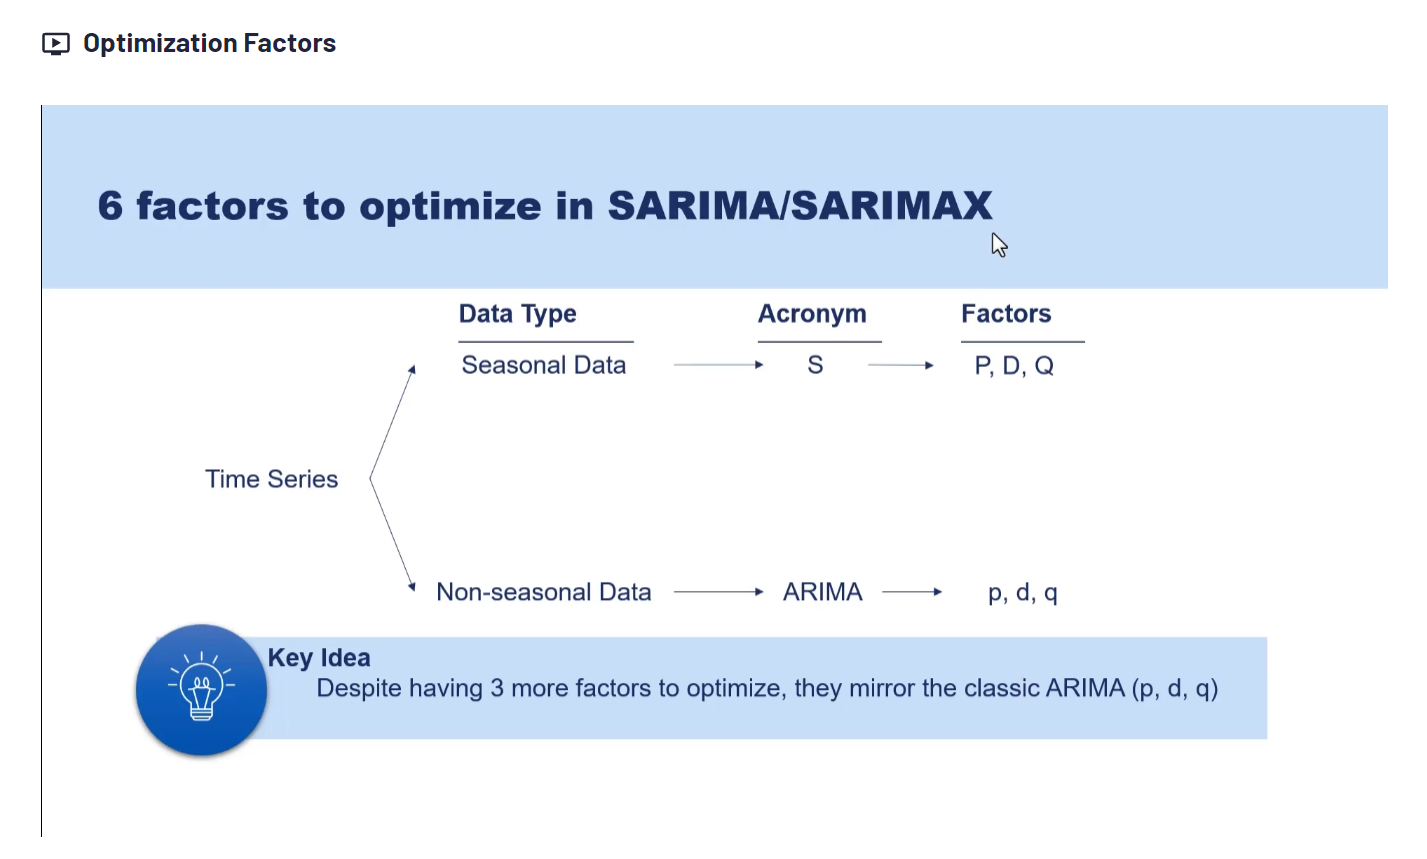 Optimization Factors
6 factors to optimize in SARIMA/SARIMAX
Data Type Acronym Factors
Seasonal Data S P, D, Q
Time Series
Non-seasonal Data ARIMA p, d, q
Key Idea
Despite having 3 more factors to optimize, they mirror the classic ARIMA (p, d, q)